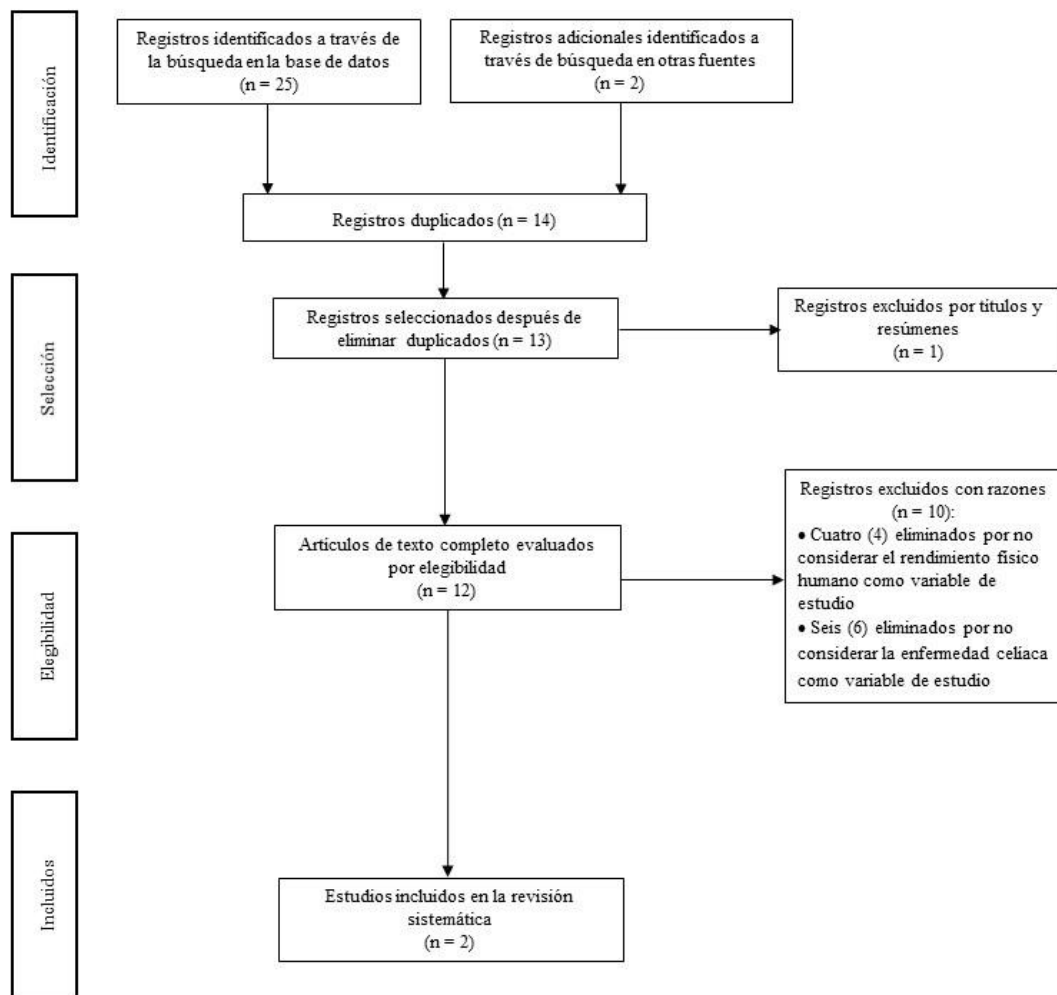 Identificación
Registros identificados a través de
la búsqueda en la base de datos
(n = 25)
Registros adicionales identificados a
través de búsqueda en otras fuentes
(n = 2)
Registros duplicados (n = 14)
Selección
Registros seleccionados después de
eliminar duplicados (n = 13)
Registros excluidos por títulos y
resúmenes
(n = 1)
Elegibilidad
Artículos de texto completo evaluados
por elegibilidad
(n = 12)
Registros excluidos con razones
(n = 10):
• Cuatro (4) eliminados por no
considerar el rendimiento físico
humano como variable de
estudio
• Seis (6) eliminados por no
considerar la enfermedad celíaca
como variable de estudio
Incluidos
Estudios incluidos en la revisión
sistemática
(n = 2)